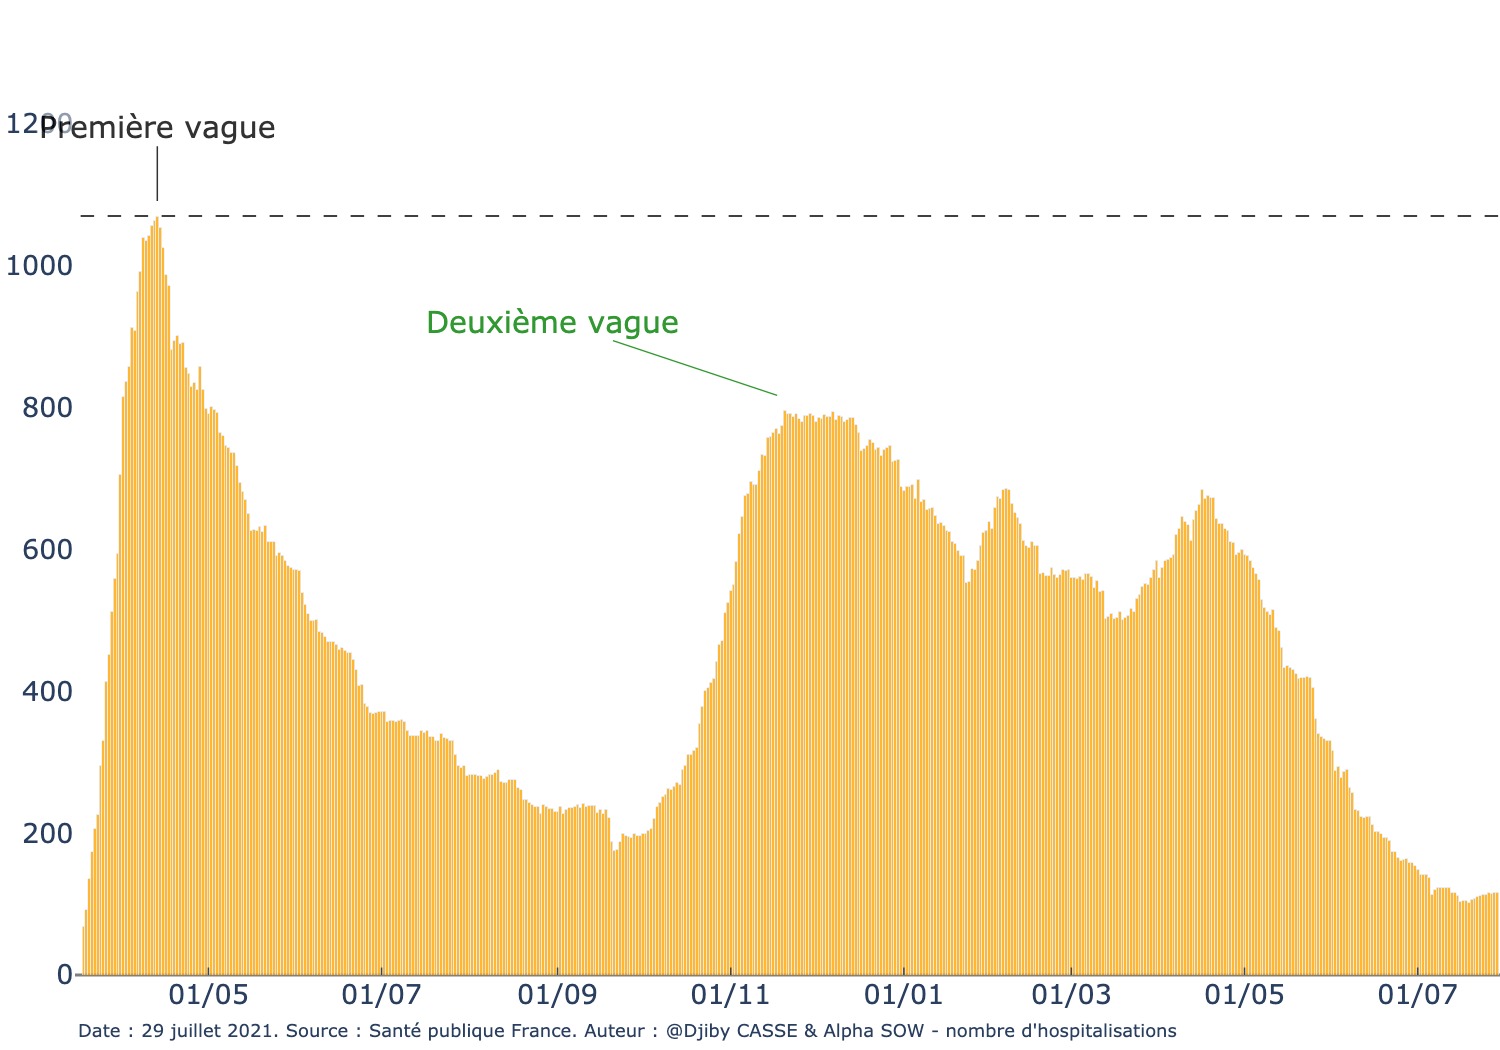 1200
Première vague
1000
Deuxième vague
800
600
400
200
0
01/05 01/07 01/09 01/11 01/01 01/03 01/05 01/07
Date : 29 juillet 2021. Source : Santé publique France. Auteur : @Djiby CASSE & Alpha SOW - nombre d'hospitalisations